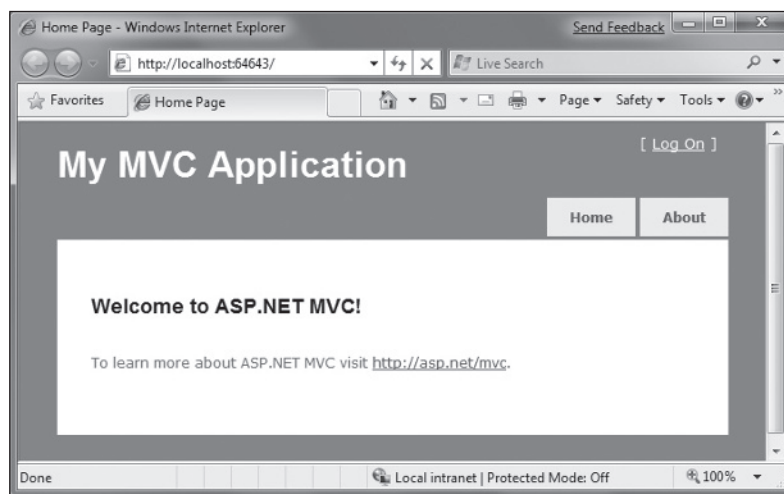 Home Page - Windows Internet Explorer
Send Feedback
http://localhost:64643/
Live Search
Favorites
Home Page
Page
Safety
Tools
[ Log On ]
My MVC Application
Home
About
Welcome to ASP.NET MVC!
To learn more about ASP.NET MVC visit http://asp.net/mvc.
Done
Local intranet | Protected Mode: Off
100%